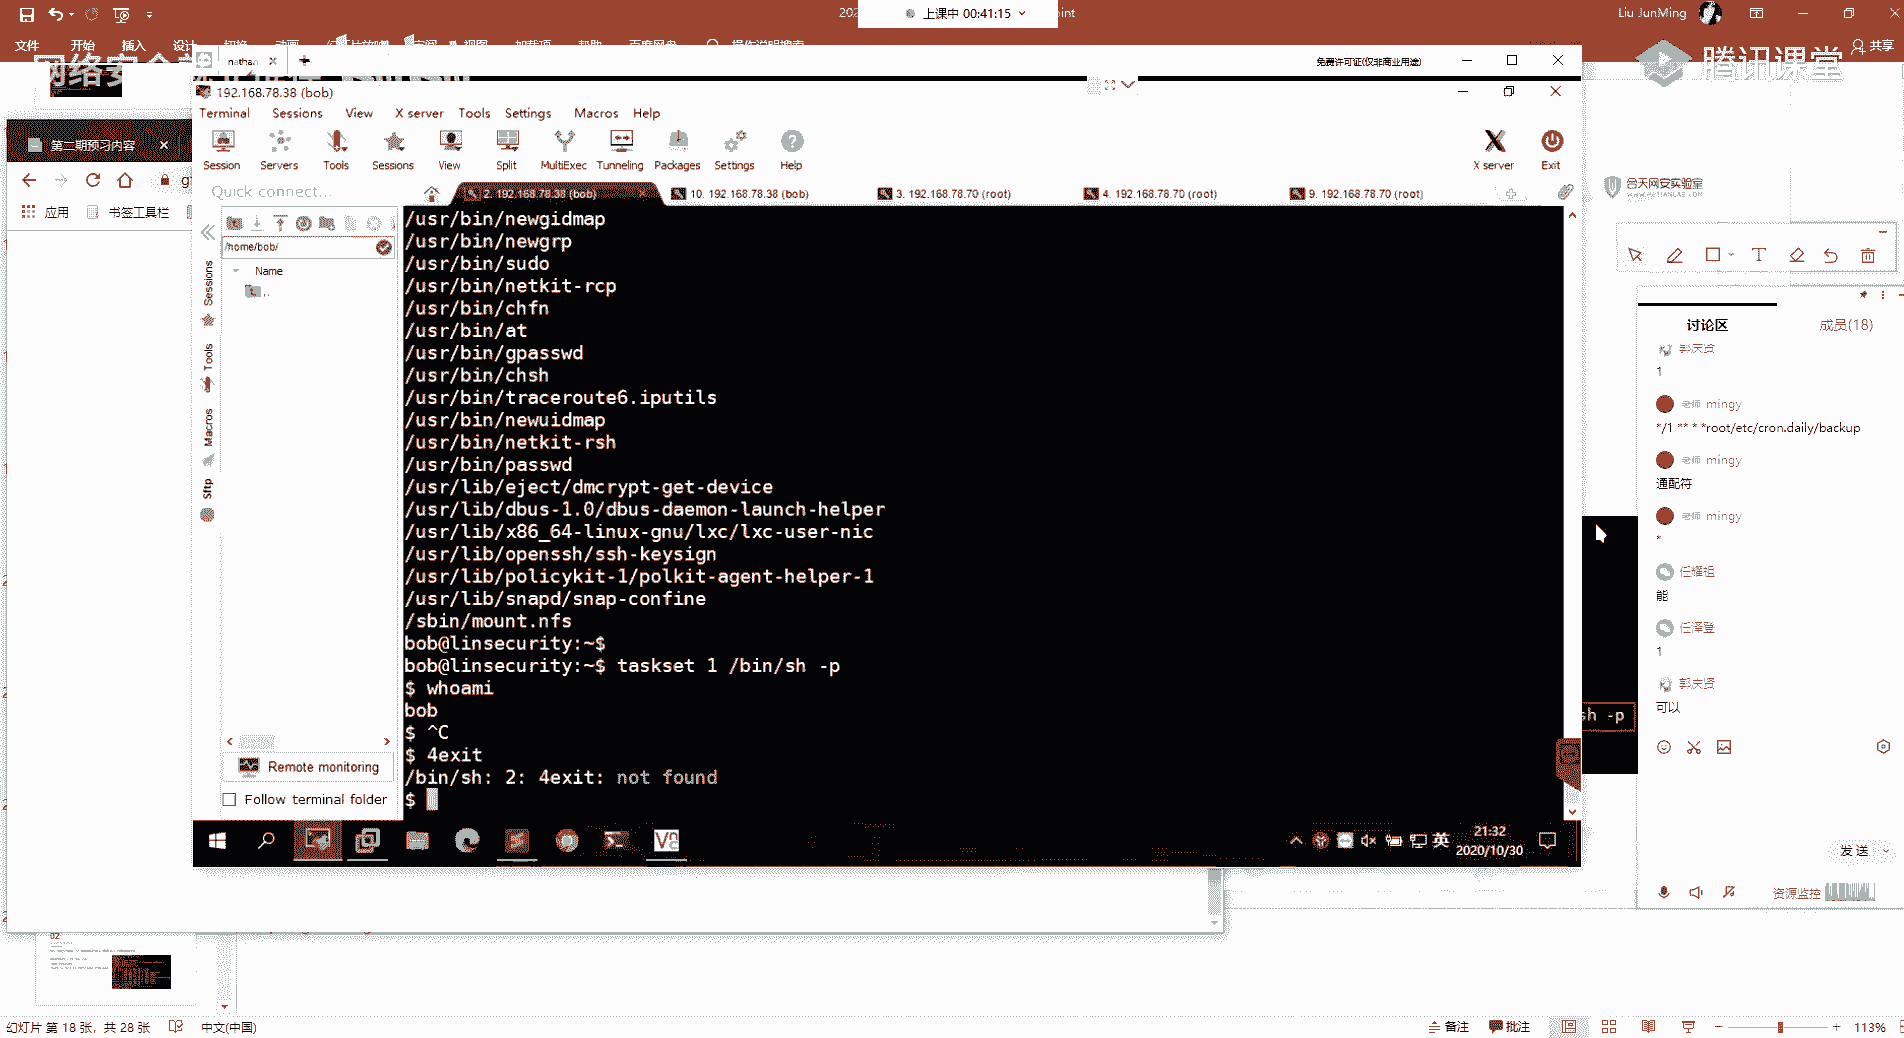 上课中 00:41:15
Liu JunMing
文件 开始 插入
共享
腾讯课堂
nathan
免费许可证(仅非商业用途)
192.168.78.38 (bob)
Terminal Sessions View X server Tools Settings Macros Help
Session Servers Tools Sessions View Split MultiExec Tunneling Packages Settings Help X server Exit
Quick connect...
2. 192.168.78.38 (bob)
10. 192.168.78.38 (bob)
3. 192.168.78.70 (root)
4. 192.168.78.70 (root)
9. 192.168.78.70 (root)
第二期预习内容
应用 书签工具栏
/home/bob/
Name
..
Sessions
Tools
Macros
Sftp
Remote monitoring
Follow terminal folder
/usr/bin/newgidmap
/usr/bin/newgrp
/usr/bin/sudo
/usr/bin/netkit-rcp
/usr/bin/chfn
/usr/bin/at
/usr/bin/gpasswd
/usr/bin/chsh
/usr/bin/traceroute6.iputils
/usr/bin/newuidmap
/usr/bin/netkit-rsh
/usr/bin/passwd
/usr/lib/eject/dmcrypt-get-device
/usr/lib/dbus-1.0/dbus-daemon-launch-helper
/usr/lib/x86_64-linux-gnu/lxc/lxc-user-nic
/usr/lib/openssh/ssh-keysign
/usr/lib/policykit-1/polkit-agent-helper-1
/usr/lib/snapd/snap-confine
/sbin/mount.nfs
bob@linsecurity:~$
bob@linsecurity:~$ taskset 1 /bin/sh -p
$ whoami
bob
$ ^C
$ 4exit
/bin/sh: 2: 4exit: not found
$
英
21:32
2020/10/30
合天网安实验室
讨论区 成员(18)
郭庆贤
1
老师 mingy
*/1 ** * *root/etc/cron.daily/backup
老师 mingy
通配符
老师 mingy
*
任耀祖
能
任泽登
1
郭庆贤
可以
sh -p
发送
资源监控
02
幻灯片 第 18 张，共 28 张 中文(中国)
备注 批注
113%